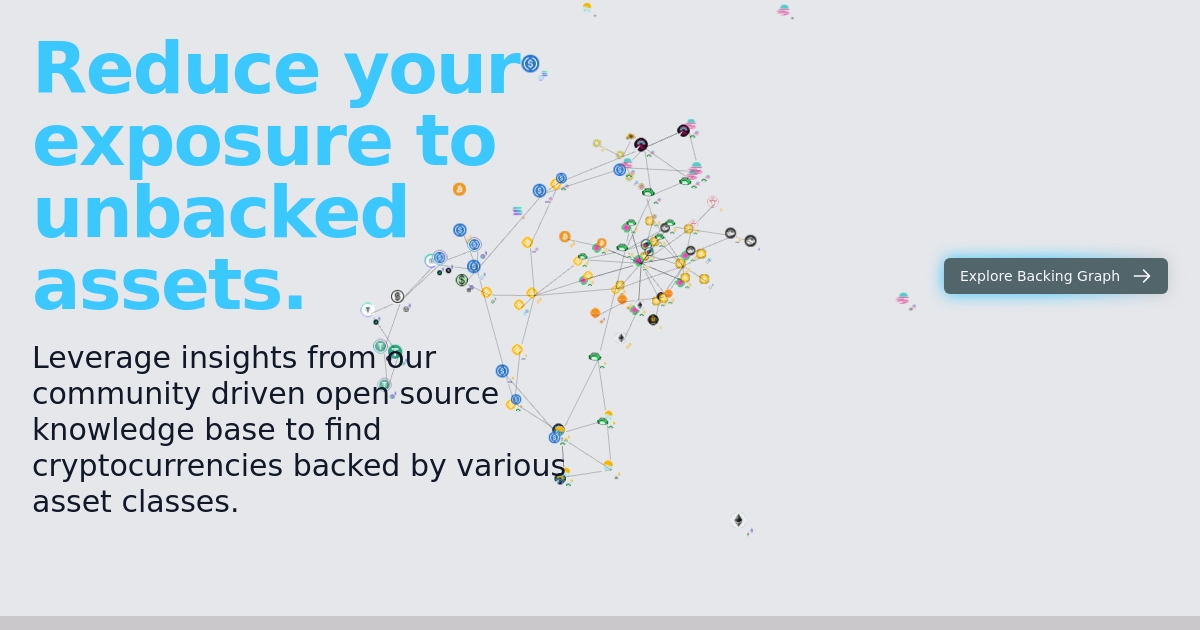 Reduce your
exposure to
unbacked
assets.
Leverage insights from our
community driven open source
knowledge base to find
cryptocurrencies backed by various
asset classes.
Explore Backing Graph